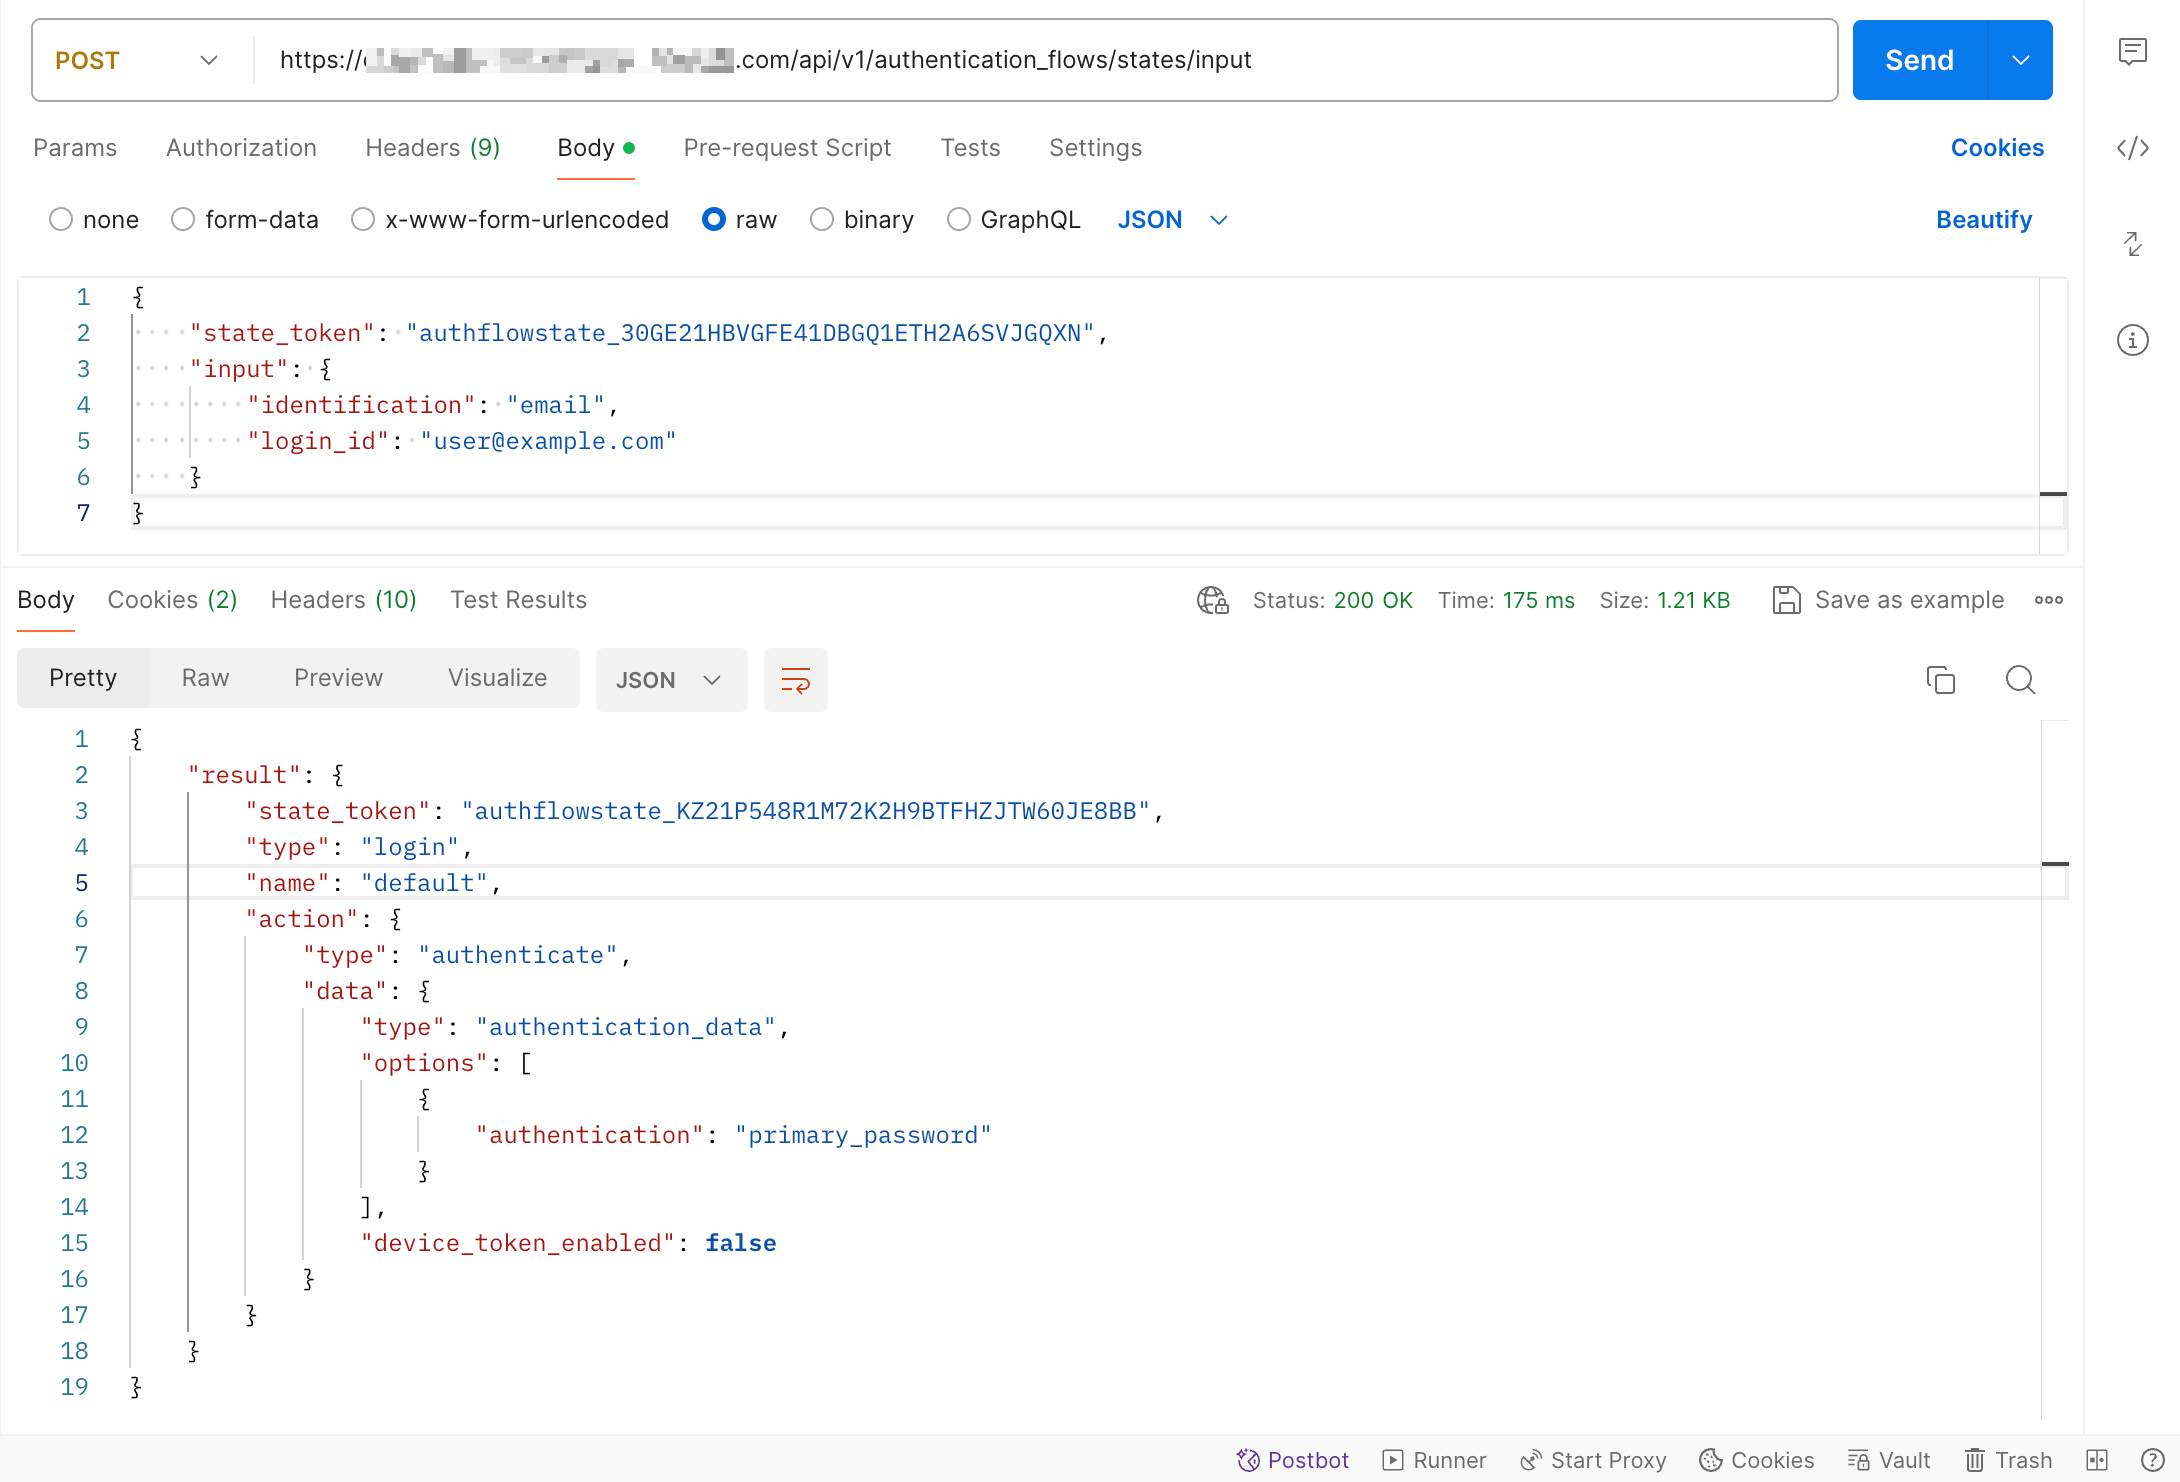 POST https:// .com/api/v1/authentication_flows/states/input Send
Params Authorization Headers (9) Body Pre-request Script Tests Settings Cookies
none form-data x-www-form-urlencoded raw binary GraphQL JSON Beautify
1 {
2 "state_token": "authflowstate_30GE21HBVGFE41DBGQ1ETH2A6SVJGQXN",
3 "input": {
4 "identification": "email",
5 "login_id": "user@example.com"
6 }
7 }
Body Cookies (2) Headers (10) Test Results Status: 200 OK Time: 175 ms Size: 1.21 KB Save as example
Pretty Raw Preview Visualize JSON
1 {
2 "result": {
3 "state_token": "authflowstate_KZ21P548R1M72K2H9BTFHZJTW60JE8BB",
4 "type": "login",
5 "name": "default",
6 "action": {
7 "type": "authenticate",
8 "data": {
9 "type": "authentication_data",
10 "options": [
11 {
12 "authentication": "primary_password"
13 }
14 ],
15 "device_token_enabled": false
16 }
17 }
18 }
19 }
Postbot Runner Start Proxy Cookies Vault Trash